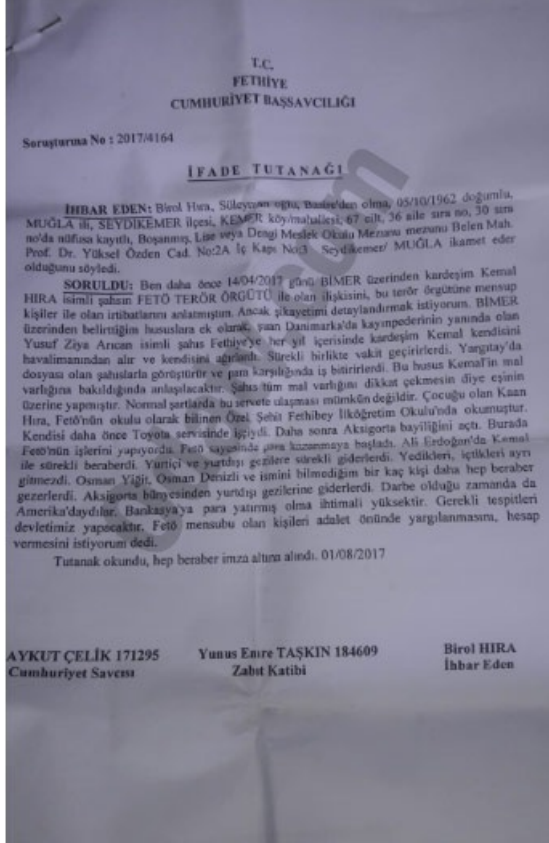 T.C.
FETHİYE
CUMHURİYET BAŞSAVCILIĞI
Soruşturma No : 2017/4164
İFADE TUTANAĞI
İHBAR EDEN: Birol Hıra, Süleyman oğlu, Basire'den olma, 05/10/1962 doğumlu,
MUĞLA ili, SEYDİKEMER ilçesi, KEMER köy/mahallesi, 67 cilt, 36 aile sıra no, 30 sıra
no'da nüfusa kayıtlı, Boşanmış, Lise veya Dengi Meslek Okulu Mezunu mezunu Belen Mah.
Prof. Dr. Yüksel Özden Cad. No:2A İç Kapı No:3 Seydikemer/ MUĞLA ikamet eder
olduğunu söyledi.
SORULDU: Ben daha önce 14/04/2017 günü BİMER üzerinden kardeşim Kemal
HIRA isimli şahsın FETÖ TERÖR ÖRGÜTÜ ile olan ilişkisini, bu terör örgütüne mensup
kişiler ile olan irtibatlarını anlatmıştım. Ancak şikayetimi detaylandırmak istiyorum. BİMER
üzerinden belirttiğim hususlara ek olarak, şuan Danimarka'da kayınpederinin yanında olan
Yusuf Ziya Arıcan isimli şahıs Fethiye'ye her yıl içerisinde kardeşim Kemal kendisini
havalimanından alır ve kendisini ağırlardı. Sürekli birlikte vakit geçirirlerdi. Yargıtay'da
dosyası olan şahıslarla görüştürür ve para karşılığında iş bitirirlerdi. Bu husus Kemal'in mal
varlığına bakıldığında anlaşılacaktır. Şahıs tüm mal varlığını dikkat çekmesin diye eşinin
üzerine yapmıştır. Normal şartlarda bu servete ulaşması mümkün değildir. Çocuğu olan Kaan
Hıra, Fetö'nün okulu olarak bilinen Özel Şehit Fethibey İlköğretim Okulu'nda okumuştur.
Kendisi daha önce Toyota servisinde işçiydi. Daha sonra Aksigorta bayiliğini açtı. Burada
Fetö'nün işlerini yapıyordu. Fetö sayesinde para kazanmaya başladı. Ali Erdoğan'da Kemal
ile sürekli beraberdi. Yurtiçi ve yurtdışı gezilere sürekli giderlerdi. Yedikleri, içtikleri ayrı
gitmezdi. Osman Yiğit, Osman Denizli ve ismini bilmediğim bir kaç kişi daha hep beraber
gezerlerdi. Aksigorta bünyesinden yurtdışı gezilerine giderlerdi. Darbe olduğu zamanda da
Amerika'daydılar. Bankasya'ya para yatırmış olma ihtimali yüksektir. Gerekli tespitleri
devletimiz yapacaktır. Fetö mensubu olan kişileri adalet önünde yargılanmasını, hesap
vermesini istiyorum dedi.
Tutanak okundu, hep beraber imza altına alındı. 01/08/2017
AYKUT ÇELİK 171295 Yunus Emre TAŞKIN 184609 Birol HIRA
Cumhuriyet Savcısı Zabıt Katibi İhbar Eden